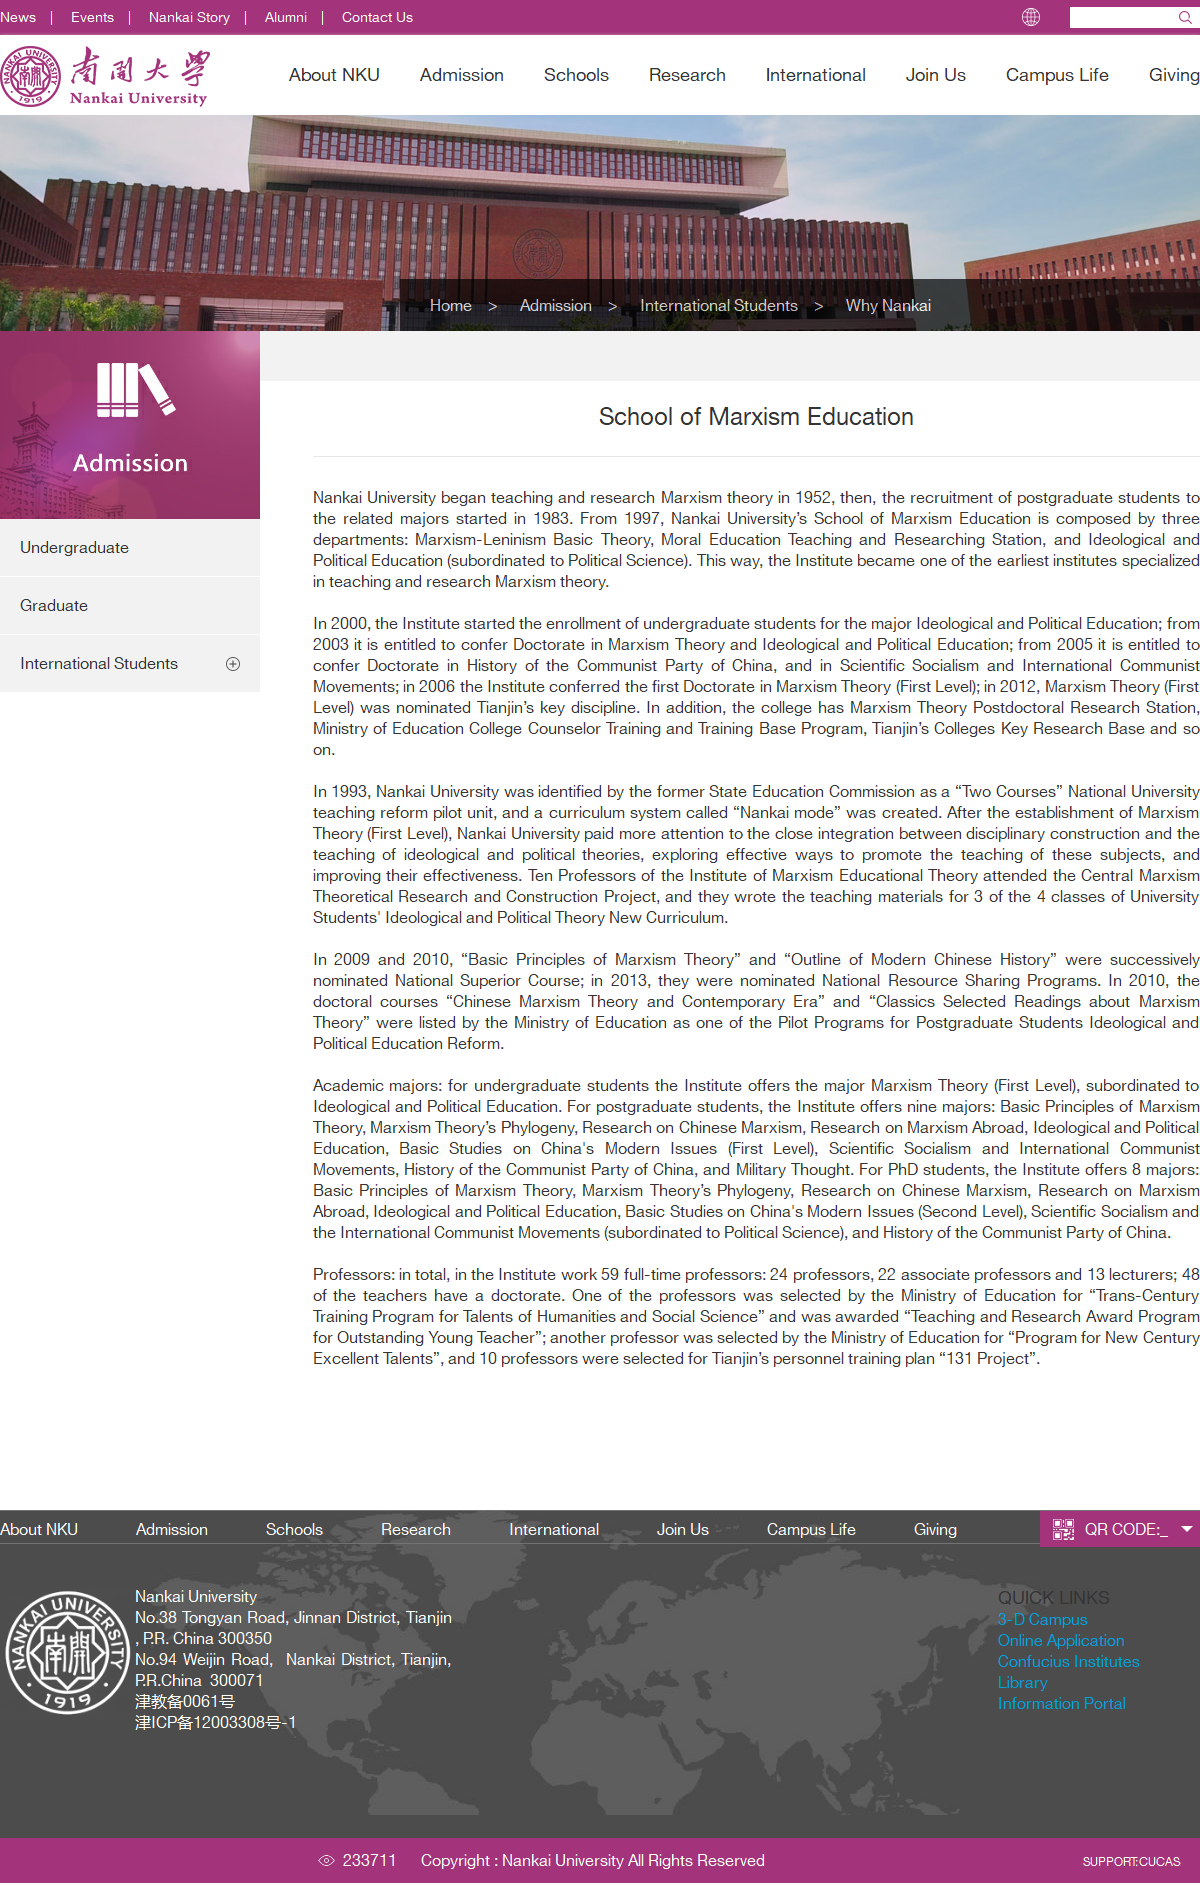 News | Events | Nankai Story | Alumni | Contact Us
NANKAI UNIVERSITY
1919
南开大学
Nankai University
About NKU Admission Schools Research International Join Us Campus Life Giving
Home > Admission > International Students > Why Nankai
Admission
Undergraduate
Graduate
International Students
School of Marxism Education
Nankai University began teaching and research Marxism theory in 1952, then, the recruitment of postgraduate students to
the related majors started in 1983. From 1997, Nankai University’s School of Marxism Education is composed by three
departments: Marxism-Leninism Basic Theory, Moral Education Teaching and Researching Station, and Ideological and
Political Education (subordinated to Political Science). This way, the Institute became one of the earliest institutes specialized
in teaching and research Marxism theory.
In 2000, the Institute started the enrollment of undergraduate students for the major Ideological and Political Education; from
2003 it is entitled to confer Doctorate in Marxism Theory and Ideological and Political Education; from 2005 it is entitled to
confer Doctorate in History of the Communist Party of China, and in Scientific Socialism and International Communist
Movements; in 2006 the Institute conferred the first Doctorate in Marxism Theory (First Level); in 2012, Marxism Theory (First
Level) was nominated Tianjin’s key discipline. In addition, the college has Marxism Theory Postdoctoral Research Station,
Ministry of Education College Counselor Training and Training Base Program, Tianjin’s Colleges Key Research Base and so
on.
In 1993, Nankai University was identified by the former State Education Commission as a “Two Courses” National University
teaching reform pilot unit, and a curriculum system called “Nankai mode” was created. After the establishment of Marxism
Theory (First Level), Nankai University paid more attention to the close integration between disciplinary construction and the
teaching of ideological and political theories, exploring effective ways to promote the teaching of these subjects, and
improving their effectiveness. Ten Professors of the Institute of Marxism Educational Theory attended the Central Marxism
Theoretical Research and Construction Project, and they wrote the teaching materials for 3 of the 4 classes of University
Students' Ideological and Political Theory New Curriculum.
In 2009 and 2010, “Basic Principles of Marxism Theory” and “Outline of Modern Chinese History” were successively
nominated National Superior Course; in 2013, they were nominated National Resource Sharing Programs. In 2010, the
doctoral courses “Chinese Marxism Theory and Contemporary Era” and “Classics Selected Readings about Marxism
Theory” were listed by the Ministry of Education as one of the Pilot Programs for Postgraduate Students Ideological and
Political Education Reform.
Academic majors: for undergraduate students the Institute offers the major Marxism Theory (First Level), subordinated to
Ideological and Political Education. For postgraduate students, the Institute offers nine majors: Basic Principles of Marxism
Theory, Marxism Theory’s Phylogeny, Research on Chinese Marxism, Research on Marxism Abroad, Ideological and Political
Education, Basic Studies on China's Modern Issues (First Level), Scientific Socialism and International Communist
Movements, History of the Communist Party of China, and Military Thought. For PhD students, the Institute offers 8 majors:
Basic Principles of Marxism Theory, Marxism Theory’s Phylogeny, Research on Chinese Marxism, Research on Marxism
Abroad, Ideological and Political Education, Basic Studies on China's Modern Issues (Second Level), Scientific Socialism and
the International Communist Movements (subordinated to Political Science), and History of the Communist Party of China.
Professors: in total, in the Institute work 59 full-time professors: 24 professors, 22 associate professors and 13 lecturers; 48
of the teachers have a doctorate. One of the professors was selected by the Ministry of Education for “Trans-Century
Training Program for Talents of Humanities and Social Science” and was awarded “Teaching and Research Award Program
for Outstanding Young Teacher”; another professor was selected by the Ministry of Education for “Program for New Century
Excellent Talents”, and 10 professors were selected for Tianjin’s personnel training plan “131 Project”.
About NKU Admission Schools Research International Join Us Campus Life Giving QR CODE:_
NANKAI UNIVERSITY
南開
1919
Nankai University
No.38 Tongyan Road, Jinnan District, Tianjin
, P.R. China 300350
No.94 Weijin Road, Nankai District, Tianjin,
P.R.China 300071
津教备0061号
津ICP备12003308号-1
QUICK LINKS
3-D Campus
Online Application
Confucius Institutes
Library
Information Portal
233711 Copyright : Nankai University All Rights Reserved
SUPPORT:CUCAS